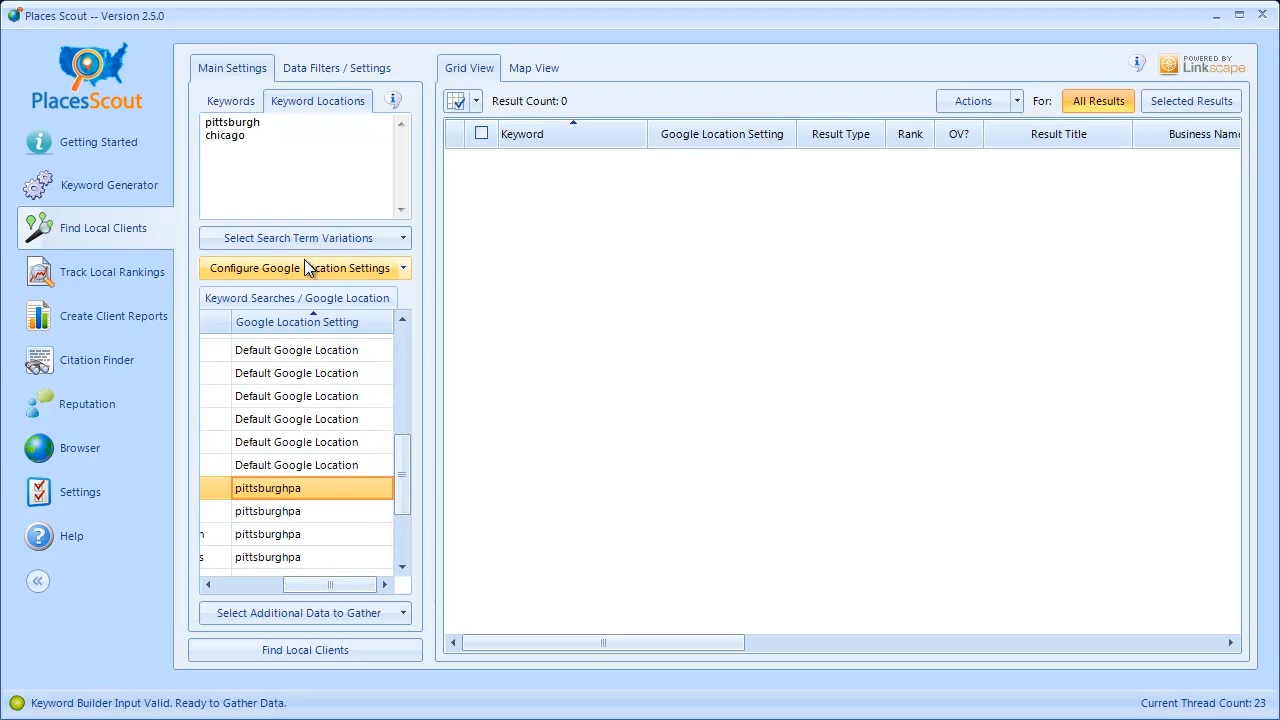 Places Scout -- Version 2.5.0
PlacesScout
Getting Started
Keyword Generator
Find Local Clients
Track Local Rankings
Create Client Reports
Citation Finder
Reputation
Browser
Settings
Help
Main Settings
Data Filters / Settings
Keywords
Keyword Locations
pittsburgh
chicago
Select Search Term Variations
Configure Google Location Settings
Keyword Searches / Google Location
Google Location Setting
Default Google Location
Default Google Location
Default Google Location
Default Google Location
Default Google Location
Default Google Location
pittsburghpa
pittsburghpa
n pittsburghpa
s pittsburghpa
Select Additional Data to Gather
Find Local Clients
Grid View
Map View
POWERED BY
Linkscape
Result Count: 0
Actions
For:
All Results
Selected Results
Keyword
Google Location Setting
Result Type
Rank
OV?
Result Title
Business Name
Keyword Builder Input Valid. Ready to Gather Data.
Current Thread Count: 23